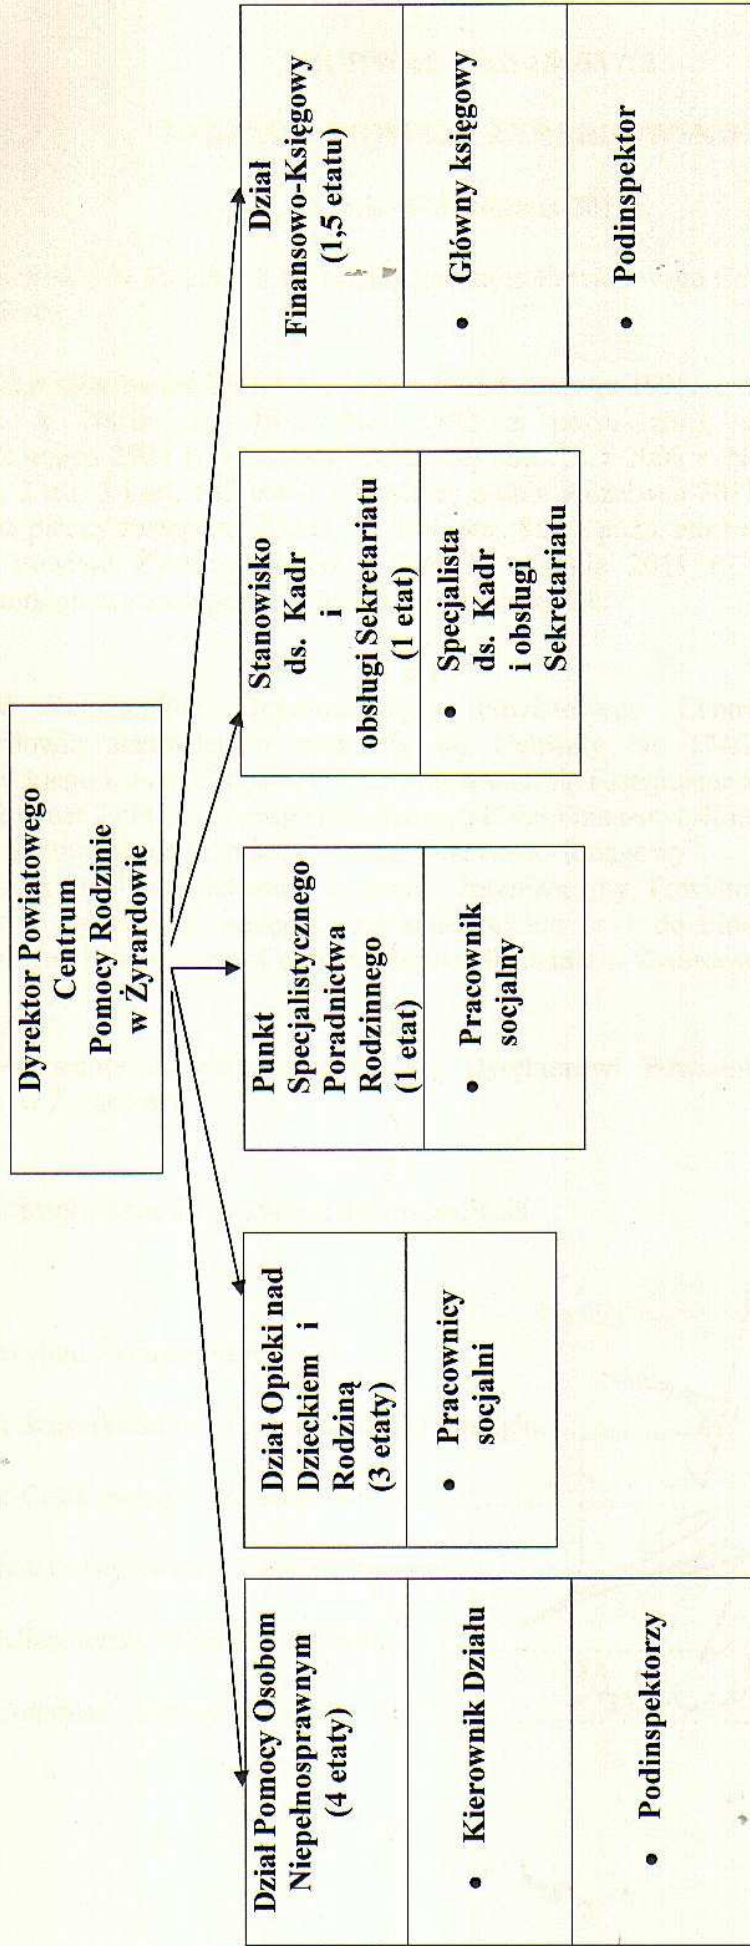 Dyrektor Powiatowego
Centrum
Pomocy Rodzinie
w Żyrardowie
Dział Pomocy Osobom
Niepełnosprawnym
(4 etaty)
• Kierownik Działu
• Podinspektorzy
Dział Opieki nad
Dzieckiem i
Rodziną
(3 etaty)
• Pracownicy
socjalni
Punkt
Specjalistycznego
Poradnictwa
Rodzinnego
(1 etat)
• Pracownik
socjalny
Stanowisko
ds. Kadr
i
obsługi Sekretariatu
(1 etat)
• Specjalista
ds. Kadr
i obsługi
Sekretariatu
Dział
Finansowo-Księgowy
(1,5 etatu)
• Główny księgowy
• Podinspektor